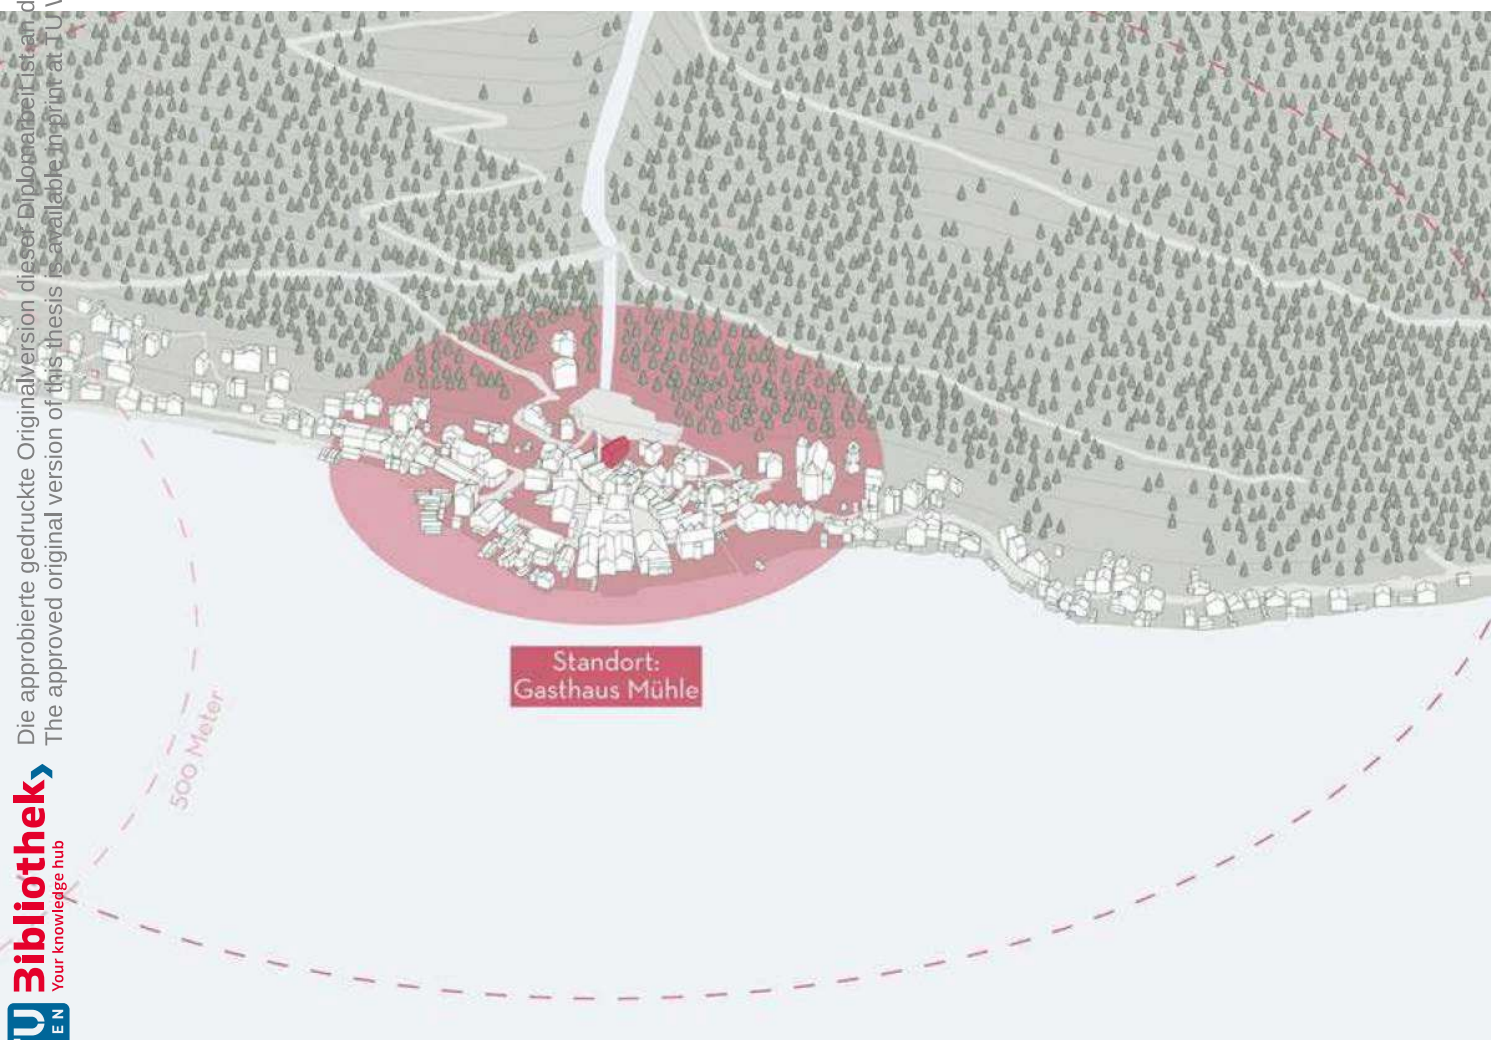 Die approbierte gedruckte Originalversion dieser Diplomarbeit ist an d
The approved original version of this thesis is available in print at TU
Bibliothek
Your knowledge hub
500 Meter
Standort:
Gasthaus Mühle